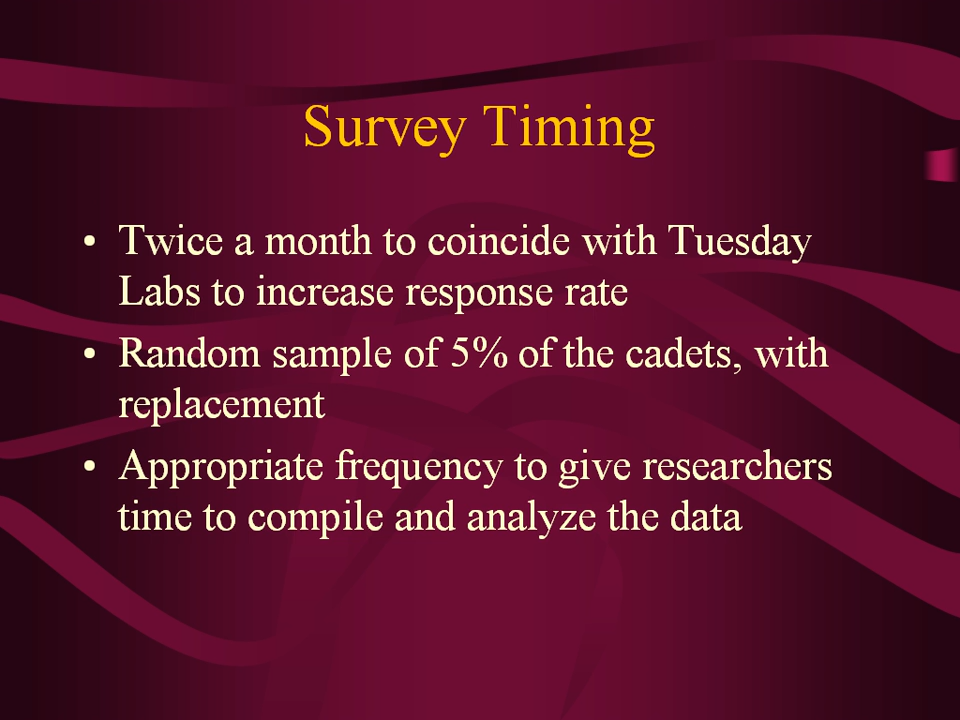 Survey Timing
• Twice a month to coincide with Tuesday
Labs to increase response rate
• Random sample of 5% of the cadets, with
replacement
• Appropriate frequency to give researchers
time to compile and analyze the data